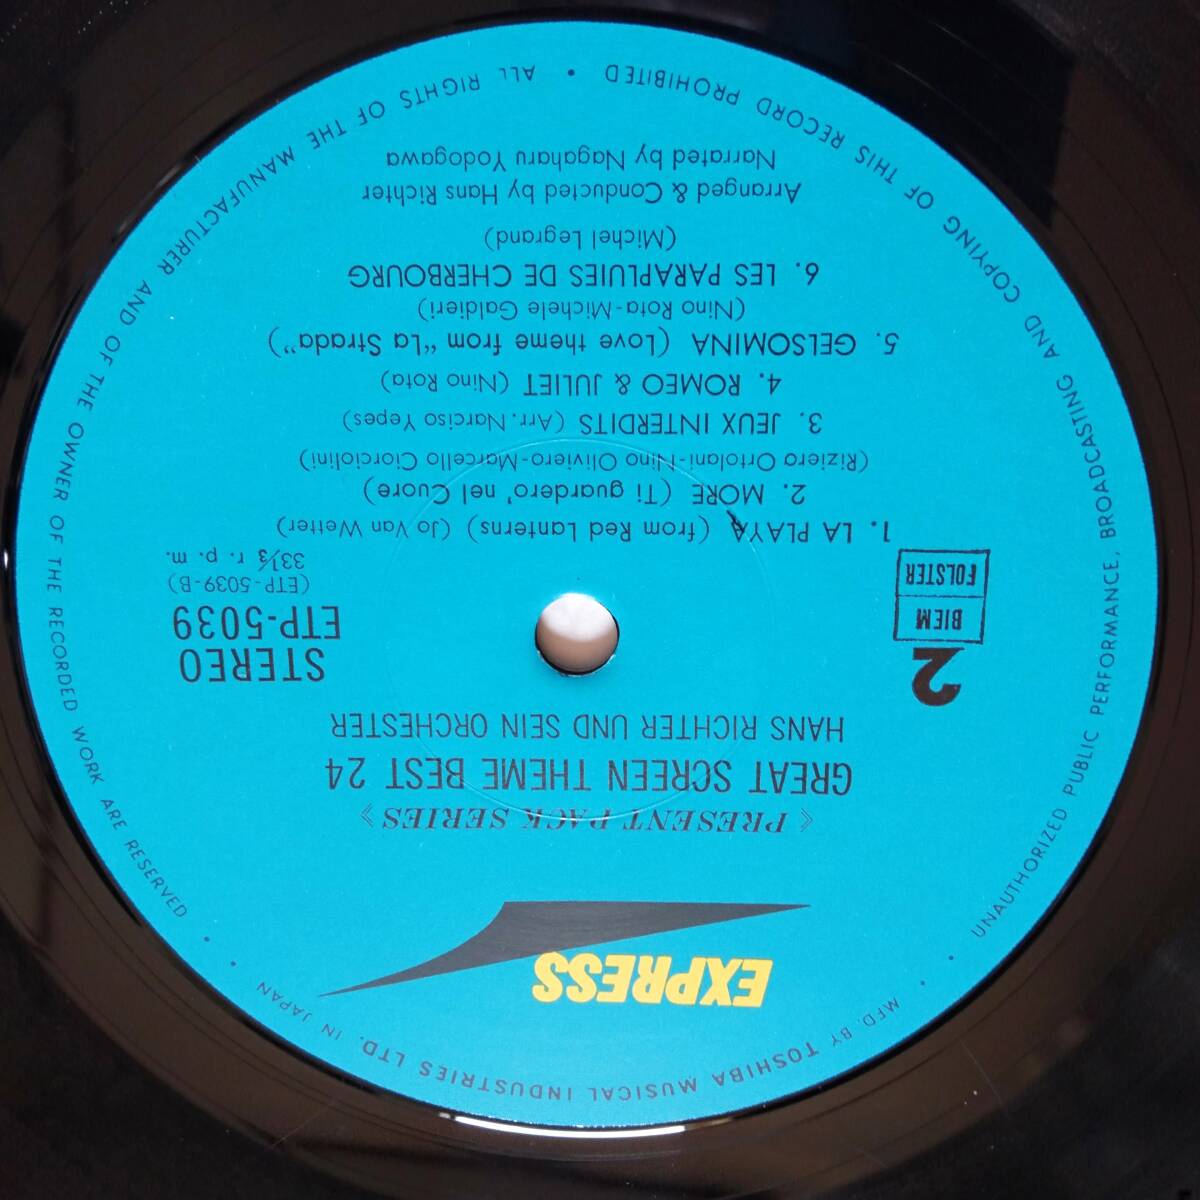 EXPRESS
《PRESENT PACK SERIES》
GREAT SCREEN THEME BEST 24
HANS RICHTER UND SEIN ORCHESTER
2
BIEM
FOLSTER
STEREO
ETP-5039
(ETP-5039-B)
33⅓ r. p. m.
1. LA PLAYA (from Red Lanterns) (Jo Van Wetter)
2. MORE (Ti guardero' nel Cuore)
(Riziera Ortolani-Nino Oliviero-Marcello Ciorciolini)
3. JEUX INTERDITS (Arr. Narciso Yepes)
4. ROMEO & JULIET (Nino Rota)
5. GELSOMINA (Love theme from "La Strada")
(Nino Rota-Michele Galdieri)
6. LES PARAPLUIES DE CHERBOURG
(Michel Legrand)
Arranged & Conducted by Hans Richter
Narrated by Nagaharu Yodogawa
• MFD. BY TOSHIBA MUSICAL INDUSTRIES LTD. IN JAPAN •
• ALL RIGHTS OF THE MANUFACTURER AND OF THE OWNER OF THE RECORDED WORK ARE RESERVED •
UNAUTHORIZED PUBLIC PERFORMANCE, BROADCASTING AND COPYING OF THIS RECORD PROHIBITED